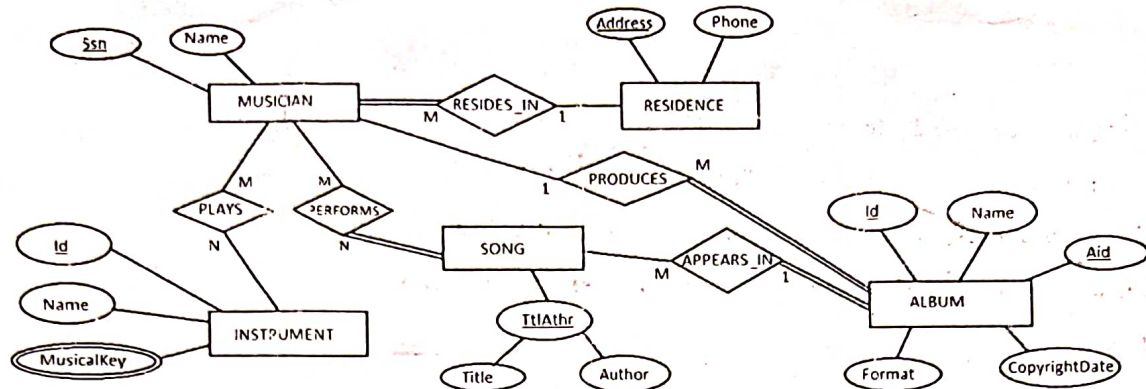 Ssn
Name
Address
Phone
MUSICIAN
RESIDES_IN
RESIDENCE
M
1
M
PRODUCES
1
M
M
PLAYS
PERFORMS
Id
Name
Id
N
N
SONG
Aid
APPEARS_IN
M
1
Name
TtlAthr
ALBUM
INSTRUMENT
MusicalKey
Title
Author
Format
CopyrightDate